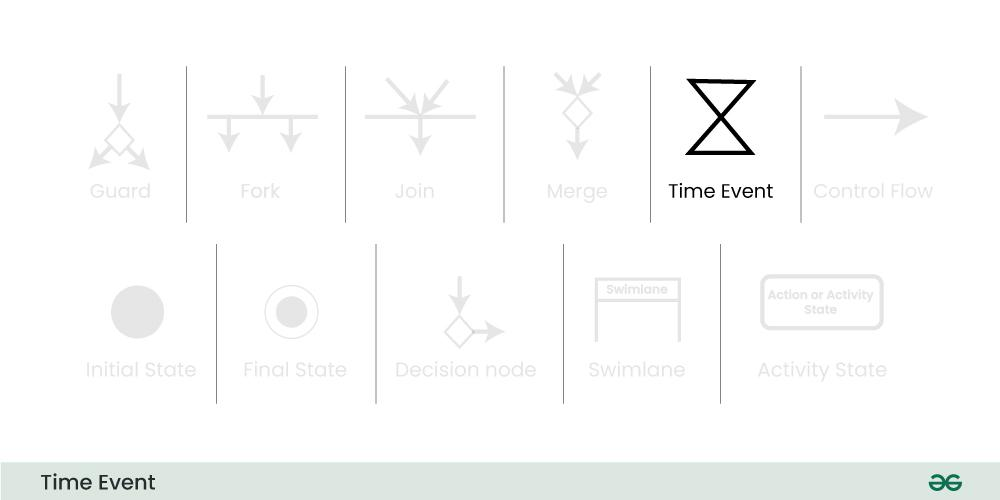 Guard
Fork
Join
Merge
Time Event
Control Flow
Swimlane
Action or Activity
State
Initial State
Final State
Decision node
Swimlane
Activity State
Time Event